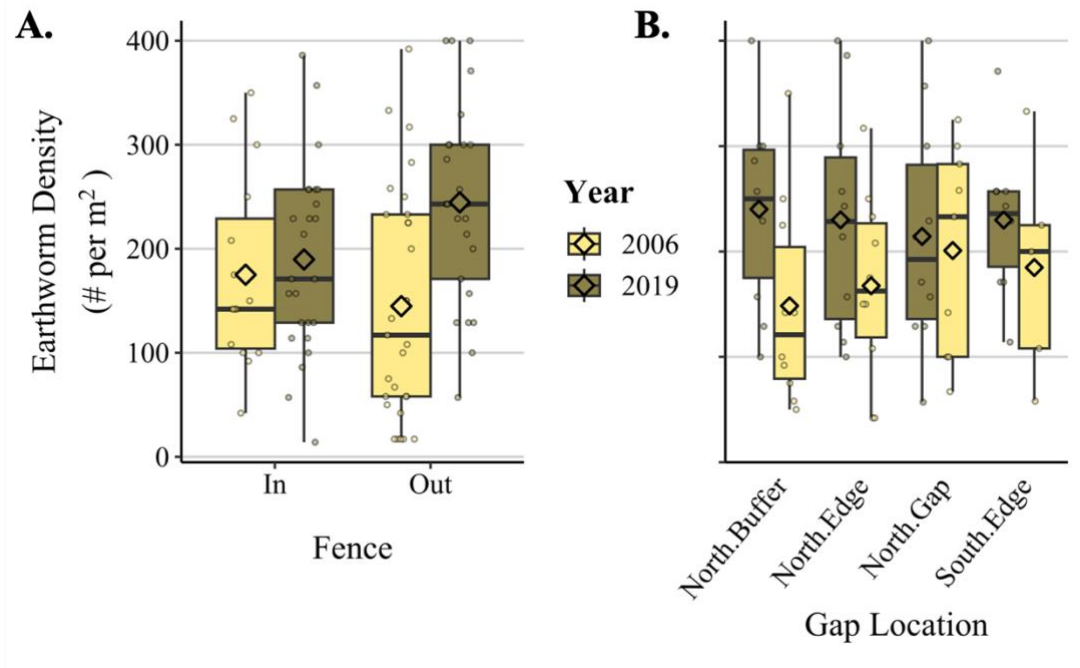 A.
B.
Earthworm Density
(# per m2 )
400
300
200
100
0
In
Out
Fence
Year
2006
2019
North.Buffer
North.Edge
North.Gap
South.Edge
Gap Location